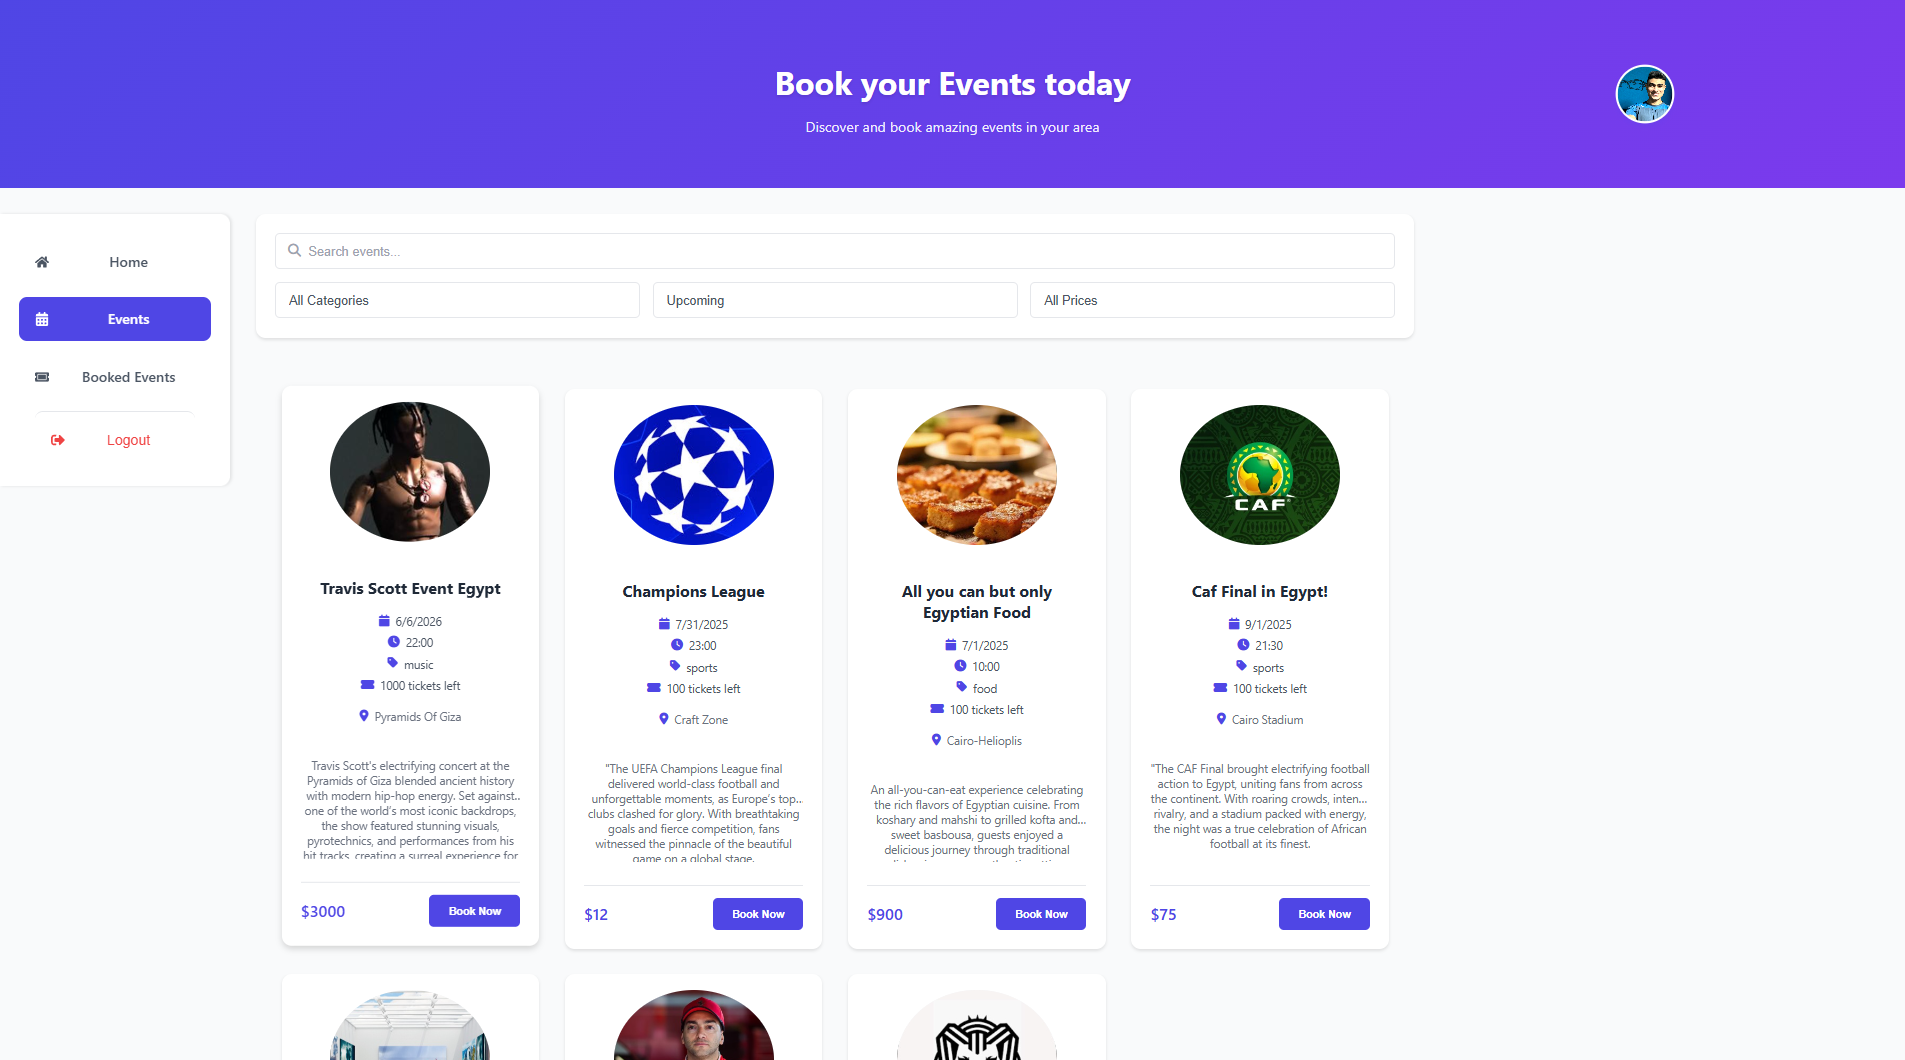 Book your Events today
Discover and book amazing events in your area
Home
Events
Booked Events
Logout
Search events...
All Categories
Upcoming
All Prices
Travis Scott Event Egypt
6/6/2026
22:00
music
1000 tickets left
Pyramids Of Giza
Travis Scott's electrifying concert at the
Pyramids of Giza blended ancient history
with modern hip-hop energy. Set against..
one of the world's most iconic backdrops,
the show featured stunning visuals,
pyrotechnics, and performances from his
hit tracks, creating a surreal experience for
$3000
Book Now
Champions League
7/31/2025
23:00
sports
100 tickets left
Craft Zone
"The UEFA Champions League final
delivered world-class football and
unforgettable moments, as Europe's top..
clubs clashed for glory. With breathtaking
goals and fierce competition, fans
witnessed the pinnacle of the beautiful
game on a global stage.
$12
Book Now
All you can but only
Egyptian Food
7/1/2025
10:00
food
100 tickets left
Cairo-Helioplis
An all-you-can-eat experience celebrating
the rich flavors of Egyptian cuisine. From
koshary and mahshi to grilled kofta and...
sweet basbousa, guests enjoyed a
delicious journey through traditional
$900
Book Now
Caf Final in Egypt!
9/1/2025
21:30
sports
100 tickets left
Cairo Stadium
"The CAF Final brought electrifying football
action to Egypt, uniting fans from across
the continent. With roaring crowds, inten...
rivalry, and a stadium packed with energy,
the night was a true celebration of African
football at its finest.
$75
Book Now
CAF